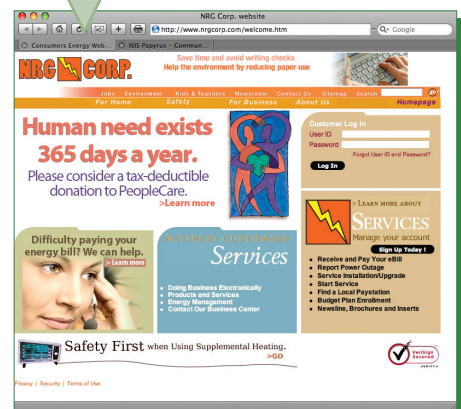 NRG Corp. website
http://www.nrgcorp.com/welcome.htm
Google
Consumers Energy Web...
ISIS Papyrus – Commun...
NRG CORP.
Save time and avoid writing checks
Help the environment by reducing paper use
Jobs Environment Kids & Teachers Newsroom Contact Us Sitemap Search
For Home Safety For Business About Us Homepage
Human need exists
365 days a year.
Please consider a tax-deductible
donation to PeopleCare.
>Learn more
Customer Log In
User ID
Password
Forgot User ID and Password?
Log In
Difficulty paying your
energy bill? We can help.
> Learn more
BUSINESS CUSTOMER
Services
• Doing Business Electronically
• Products and Services
• Energy Management
• Contact Our Business Center
> LEARN MORE ABOUT
SERVICES
Manage your account
Sign Up Today !
• Receive and Pay Your eBill
• Report Power Outage
• Service Installation/Upgrade
• Start Service
• Find a Local Paystation
• Budget Plan Enrollment
• Newsline, Brochures and Inserts
Safety First when Using Supplemental Heating.
>GO
VeriSign
Secured
VERIFY
Privacy | Security | Terms of Use